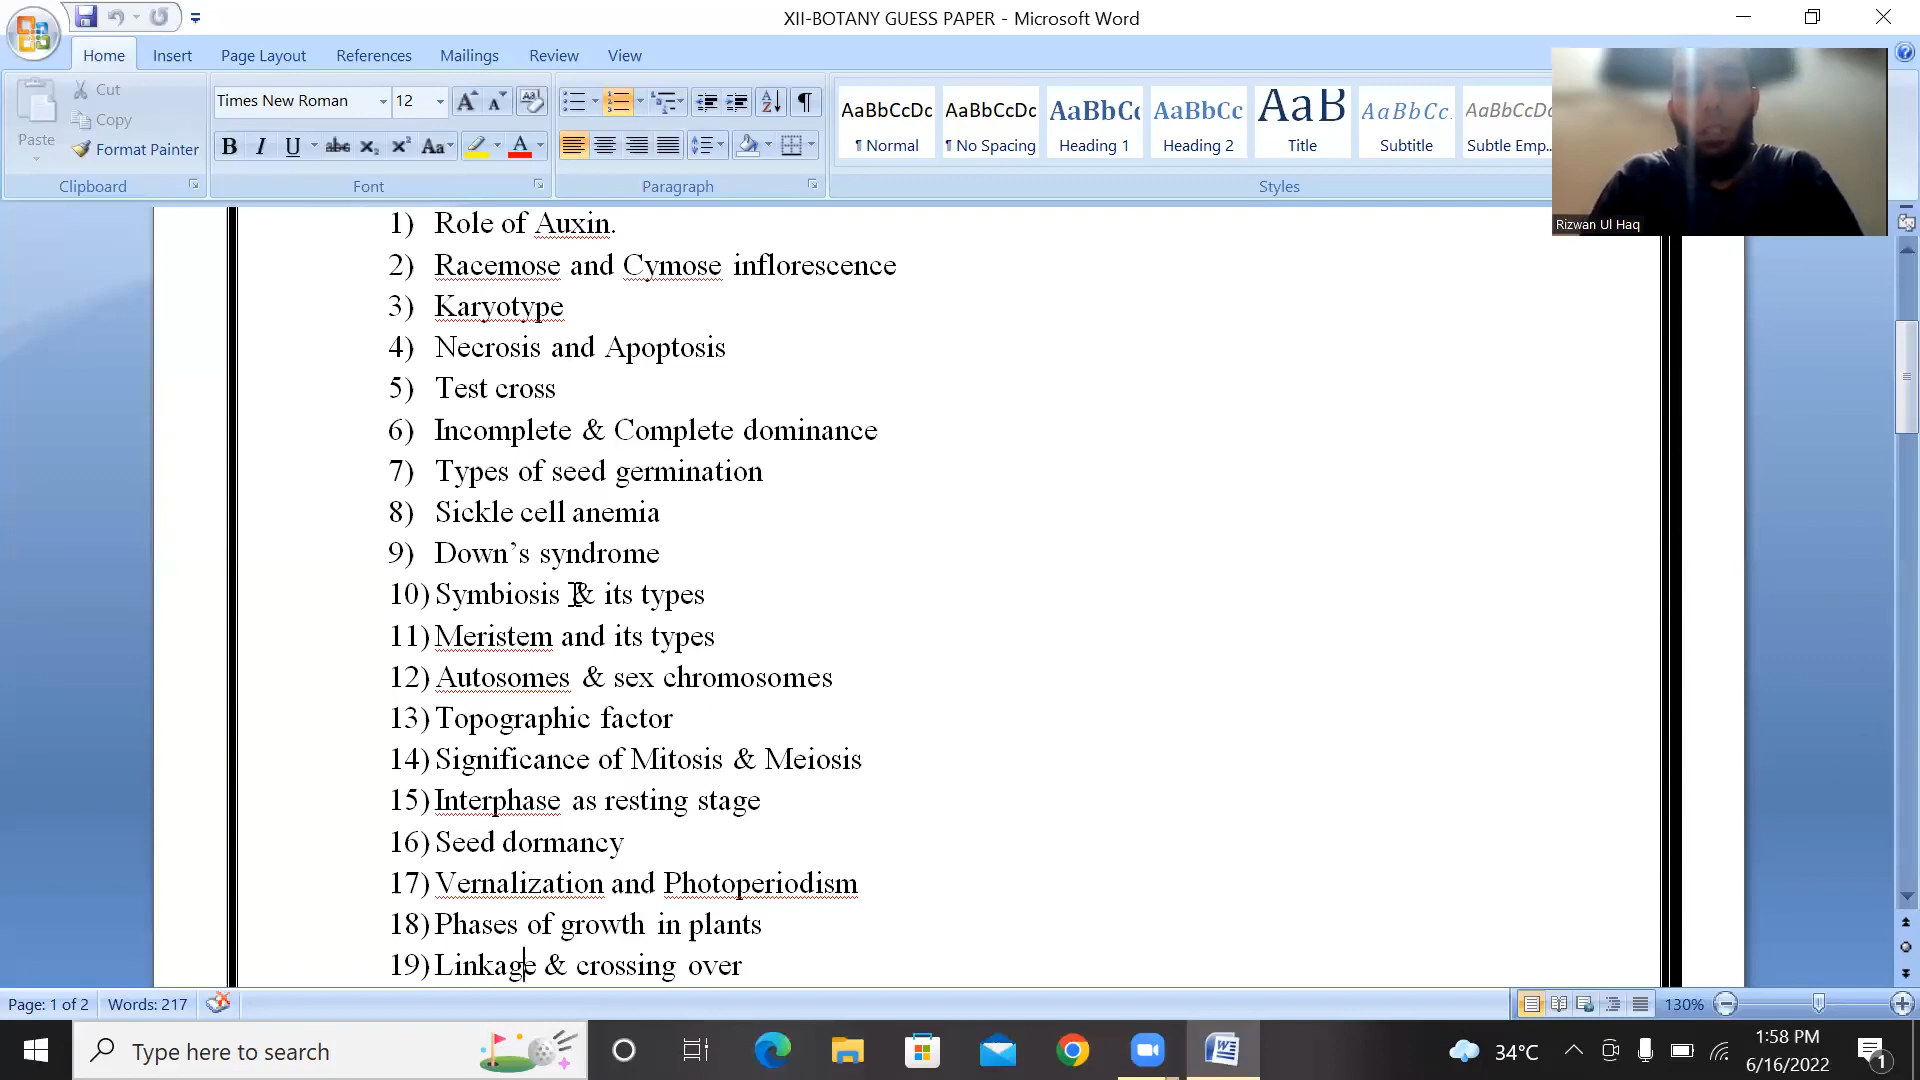 XII-BOTANY GUESS PAPER - Microsoft Word
Home Insert Page Layout References Mailings Review View
Cut
Copy
Paste
Format Painter
Clipboard
Times New Roman 12
B I U abc X₂ X² Aa A
Font
Paragraph
AaBbCcDc AaBbCcDc AaBbC AaBbCc AaB AaBbCc. AaBbCcDc
¶ Normal ¶ No Spacing Heading 1 Heading 2 Title Subtitle Subtle Emp...
Styles
Rizwan Ul Haq
1) Role of Auxin.
2) Racemose and Cymose inflorescence
3) Karyotype
4) Necrosis and Apoptosis
5) Test cross
6) Incomplete & Complete dominance
7) Types of seed germination
8) Sickle cell anemia
9) Down’s syndrome
10) Symbiosis & its types
11) Meristem and its types
12) Autosomes & sex chromosomes
13) Topographic factor
14) Significance of Mitosis & Meiosis
15) Interphase as resting stage
16) Seed dormancy
17) Vernalization and Photoperiodism
18) Phases of growth in plants
19) Linkage & crossing over
Page: 1 of 2 Words: 217 130%
Type here to search
34°C
1:58 PM
6/16/2022
1